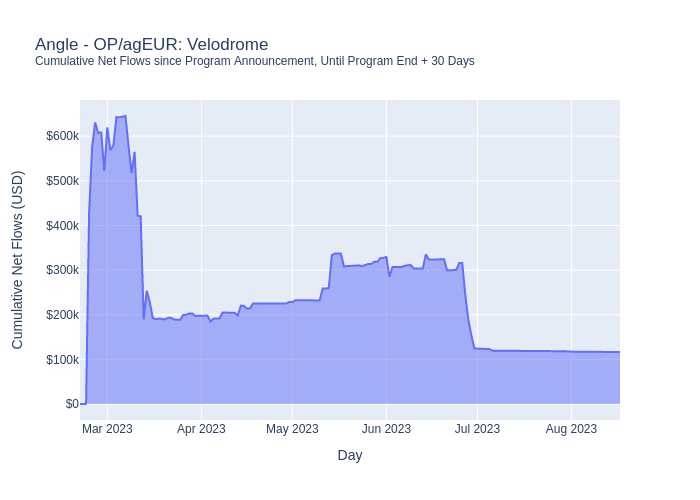 Angle - OP/agEUR: Velodrome
Cumulative Net Flows since Program Announcement, Until Program End + 30 Days
Cumulative Net Flows (USD)
$600k
$500k
$400k
$300k
$200k
$100k
$0
Mar 2023
Apr 2023
May 2023
Jun 2023
Jul 2023
Aug 2023
Day